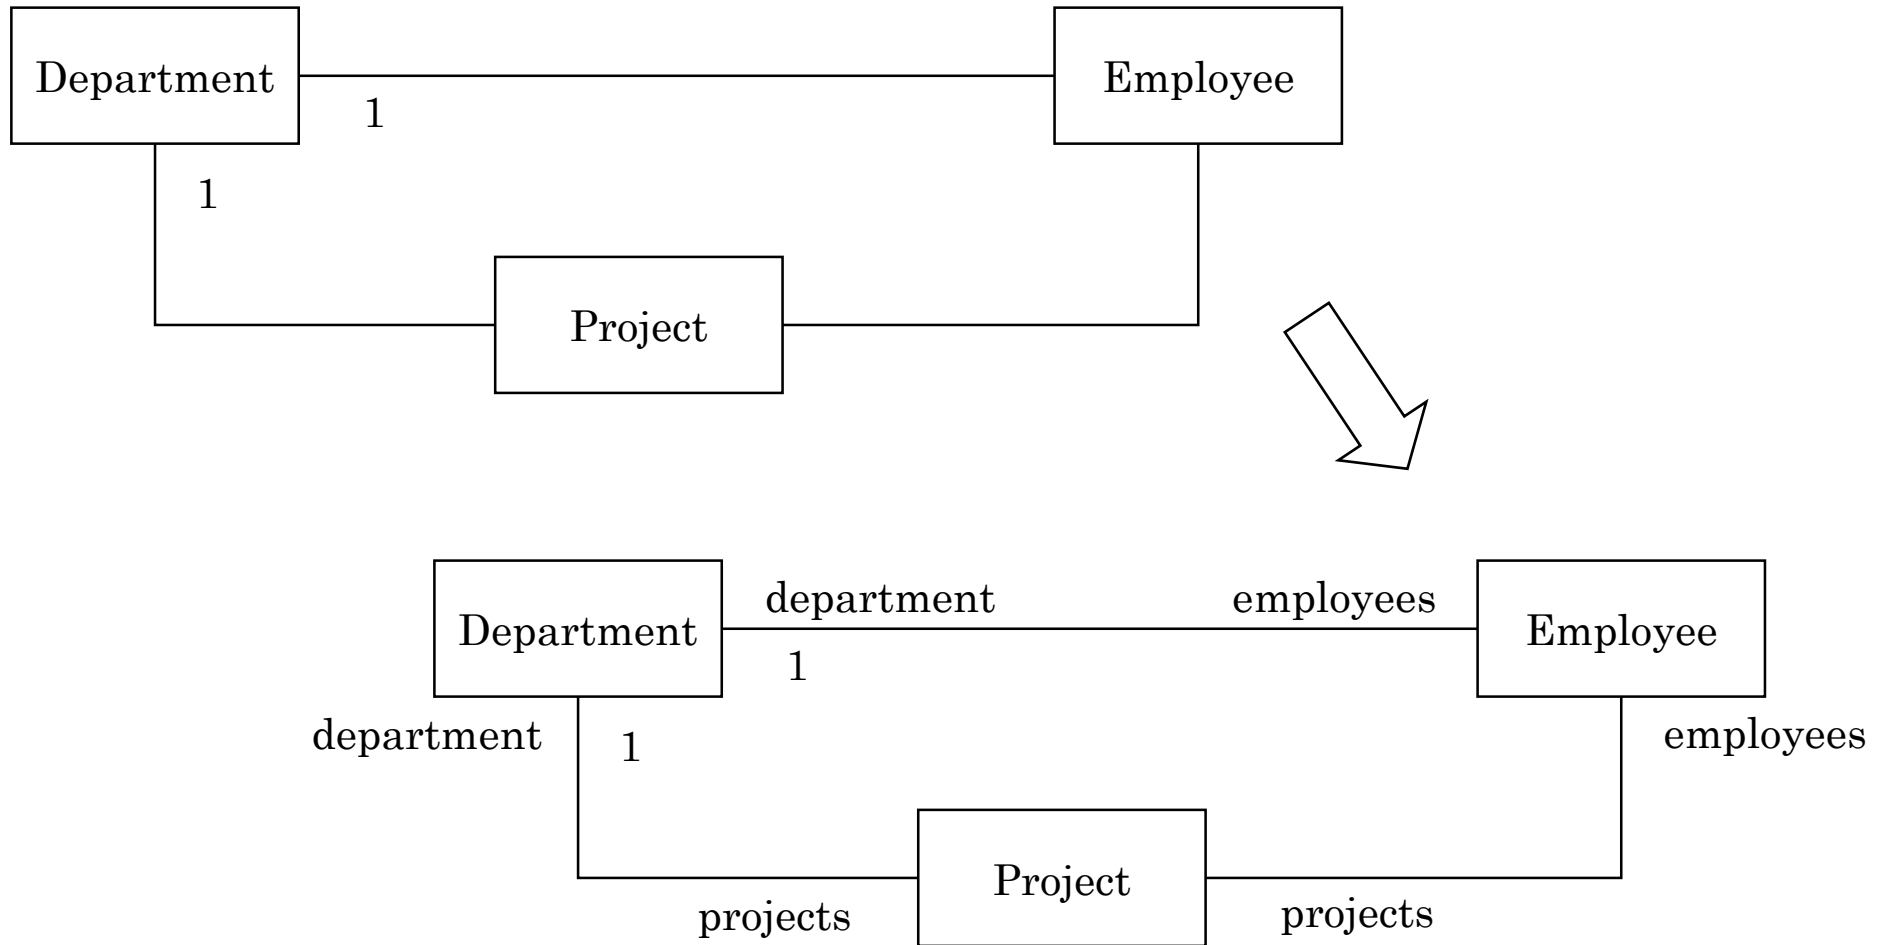 Department
Employee
1
1
Project
department
employees
Department
Employee
1
department
1
employees
Project
projects
projects